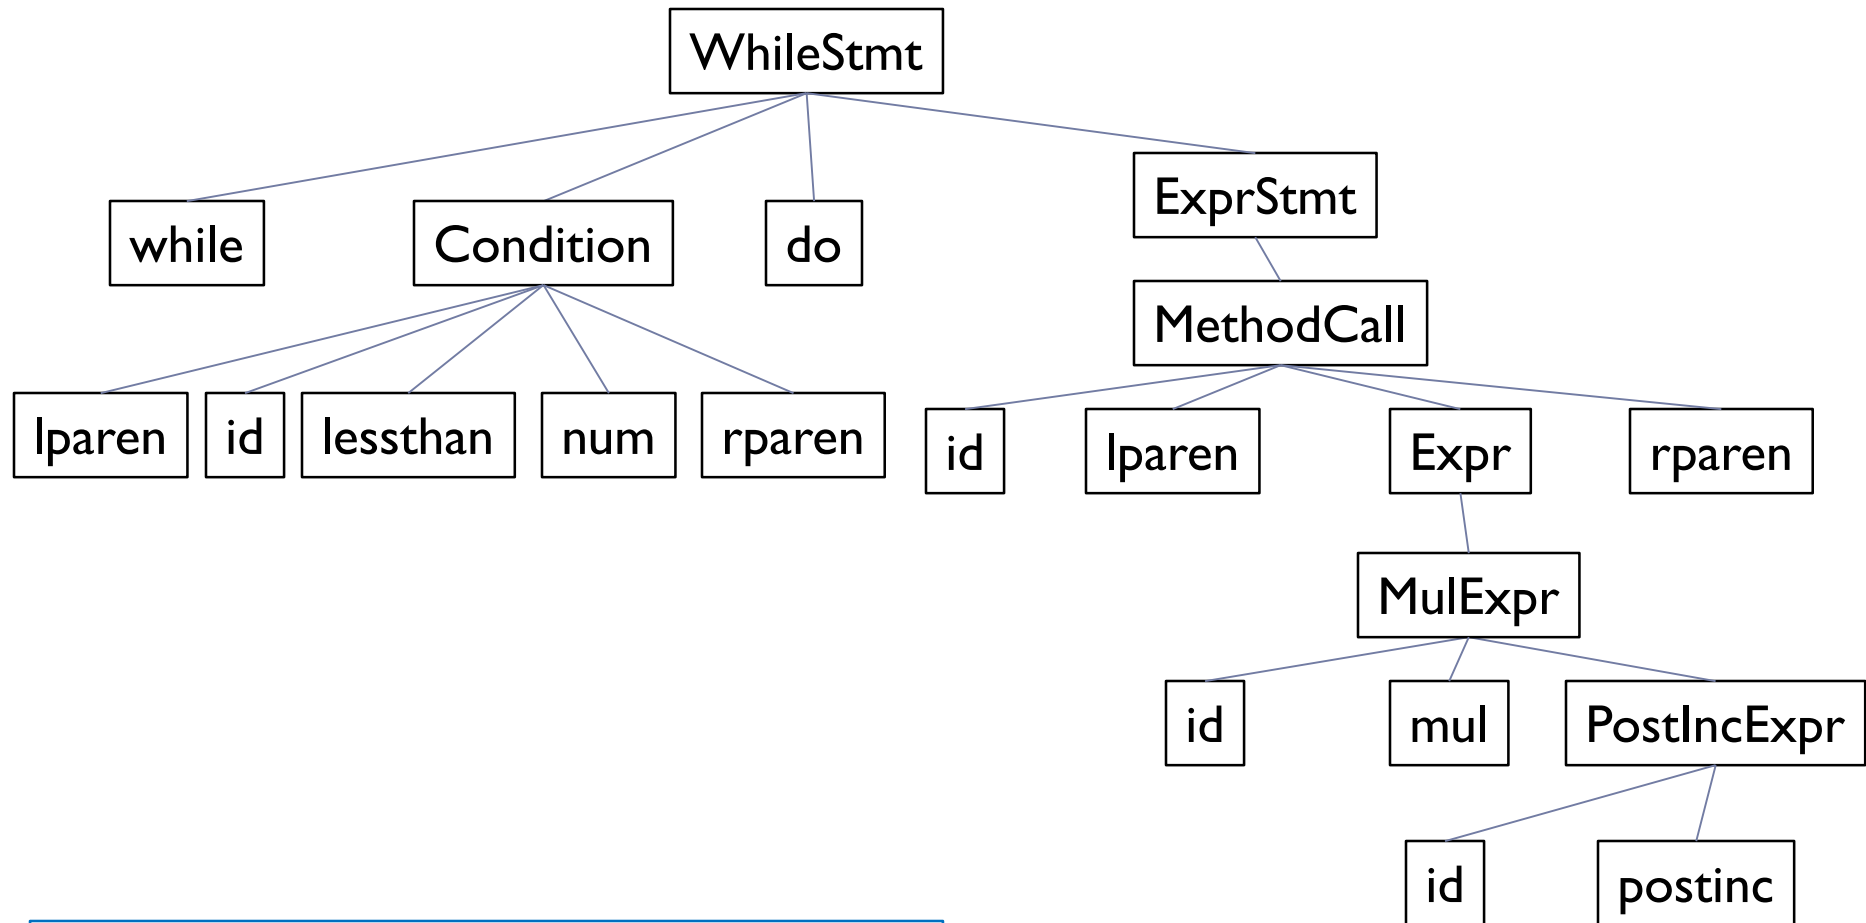 WhileStmt
ExprStmt
while Condition do
MethodCall
lparen id lessthan num rparen
id lparen Expr rparen
MulExpr
id mul PostIncExpr
id postinc